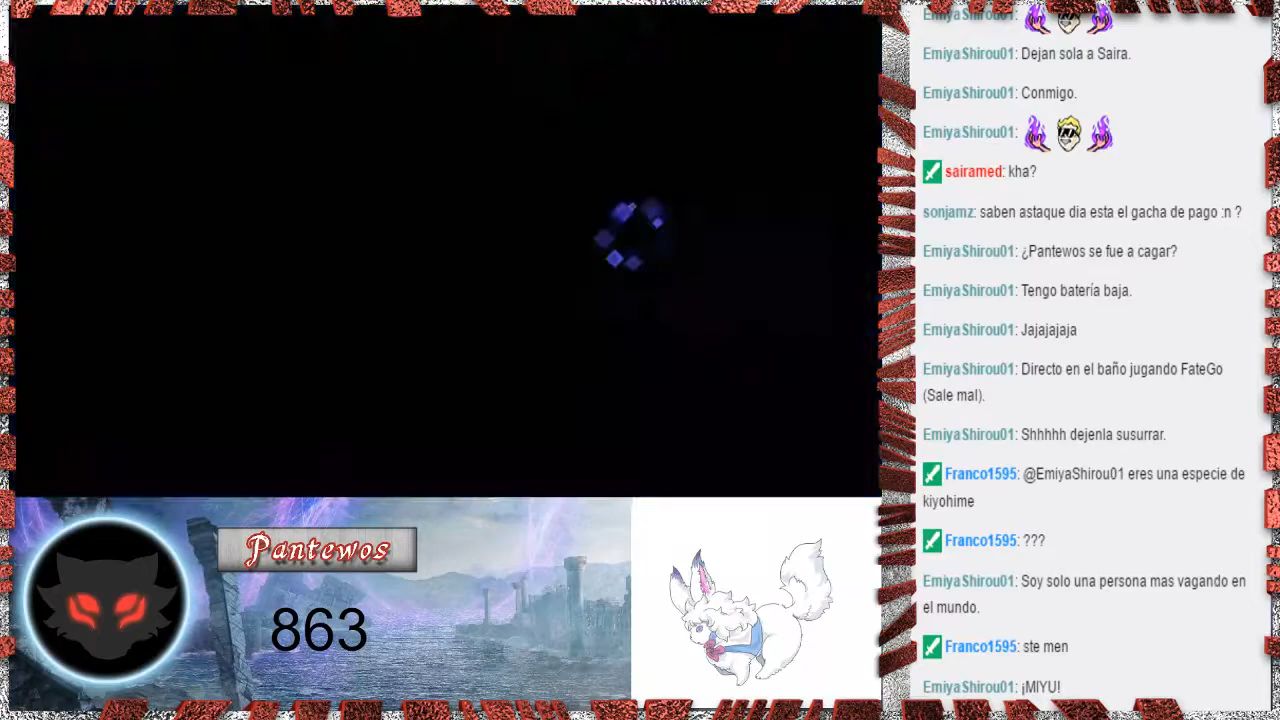 EmiyaShirou01:
EmiyaShirou01: Dejan sola a Saira.
EmiyaShirou01: Conmigo.
EmiyaShirou01:
sairamed: kha?
sonjamz: saben astaque dia esta el gacha de pago :n ?
EmiyaShirou01: ¿Pantewos se fue a cagar?
EmiyaShirou01: Tengo batería baja.
EmiyaShirou01: Jajajajaja
EmiyaShirou01: Directo en el baño jugando FateGo
(Sale mal).
EmiyaShirou01: Shhhhh dejenla susurrar.
Franco1595: @EmiyaShirou01 eres una especie de
kiyohime
Franco1595: ???
EmiyaShirou01: Soy solo una persona mas vagando en
el mundo.
Franco1595: ste men
EmiyaShirou01: ¡MIYU!
Pantewos
863